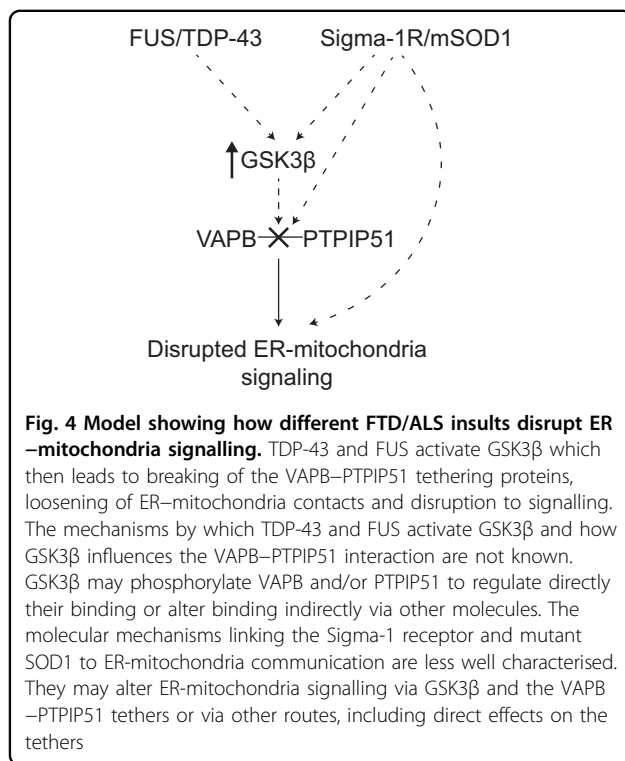 FUS/TDP-43 Sigma-1R/mSOD1
GSK3β
VAPB PTPIP51
Disrupted ER-mitochondria
signaling
Fig. 4 Model showing how different FTD/ALS insults disrupt ER
–mitochondria signalling. TDP-43 and FUS activate GSK3β which
then leads to breaking of the VAPB–PTPIP51 tethering proteins,
loosening of ER–mitochondria contacts and disruption to signalling.
The mechanisms by which TDP-43 and FUS activate GSK3β and how
GSK3β influences the VAPB–PTPIP51 interaction are not known.
GSK3β may phosphorylate VAPB and/or PTPIP51 to regulate directly
their binding or alter binding indirectly via other molecules. The
molecular mechanisms linking the Sigma-1 receptor and mutant
SOD1 to ER-mitochondria communication are less well characterised.
They may alter ER-mitochondria signalling via GSK3β and the VAPB
–PTPIP51 tethers or via other routes, including direct effects on the
tethers